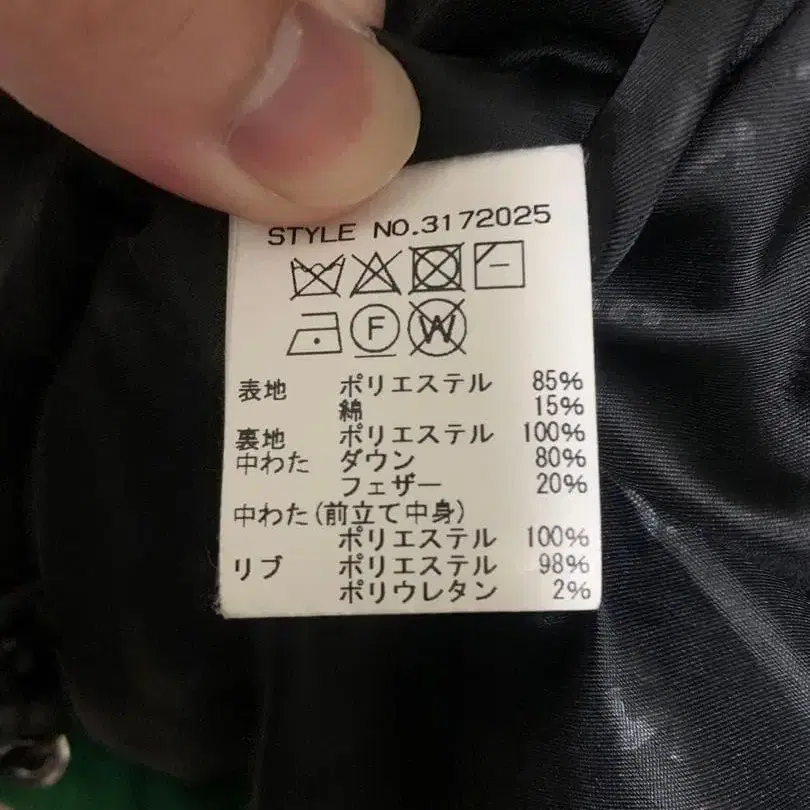 STYLE NO.3172025
F W
表地 ポリエステル 85%
綿 15%
裏地 ポリエステル 100%
中わた ダウン 80%
フェザー 20%
中わた(前立て中身)
ポリエステル 100%
リブ ポリエステル 98%
ポリウレタン 2%